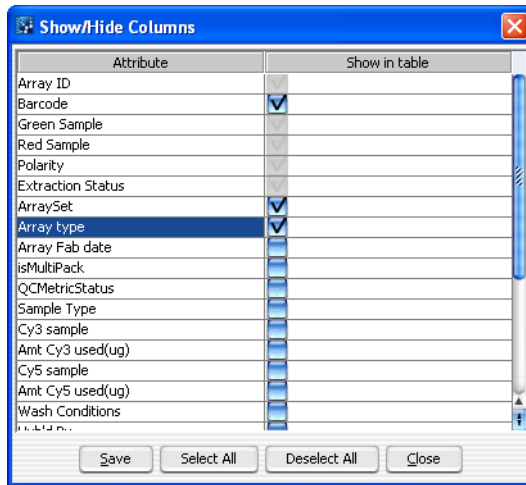 Show/Hide Columns
Attribute Show in table
Array ID
Barcode
Green Sample
Red Sample
Polarity
Extraction Status
ArraySet
Array type
Array Fab date
isMultiPack
QCMetricStatus
Sample Type
Cy3 sample
Amt Cy3 used(ug)
Cy5 sample
Amt Cy5 used(ug)
Wash Conditions
Save Select All Deselect All Close